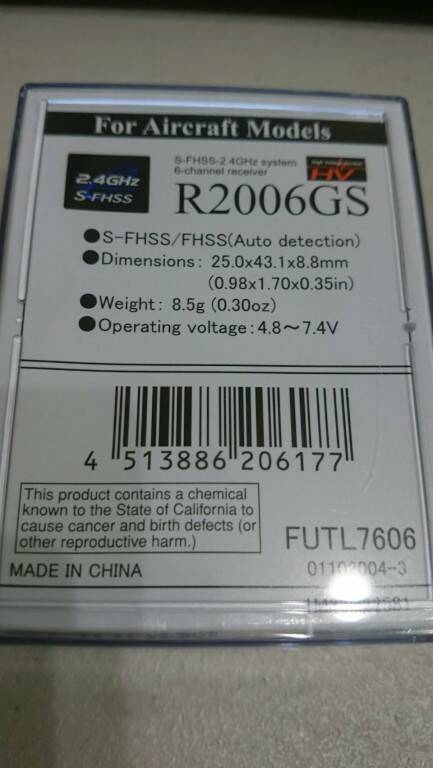 For Aircraft Models
2.4GHz
S-FHSS
S-FHSS-2.4GHz system
6-channel receiver
HV
R2006GS
●S-FHSS/FHSS(Auto detection)
●Dimensions: 25.0x43.1x8.8mm
(0.98x1.70x0.35in)
●Weight: 8.5g (0.30oz)
●Operating voltage:4.8～7.4V
4 513886 206177
This product contains a chemical
known to the State of California to
cause cancer and birth defects (or
other reproductive harm.)
FUTL7606
MADE IN CHINA